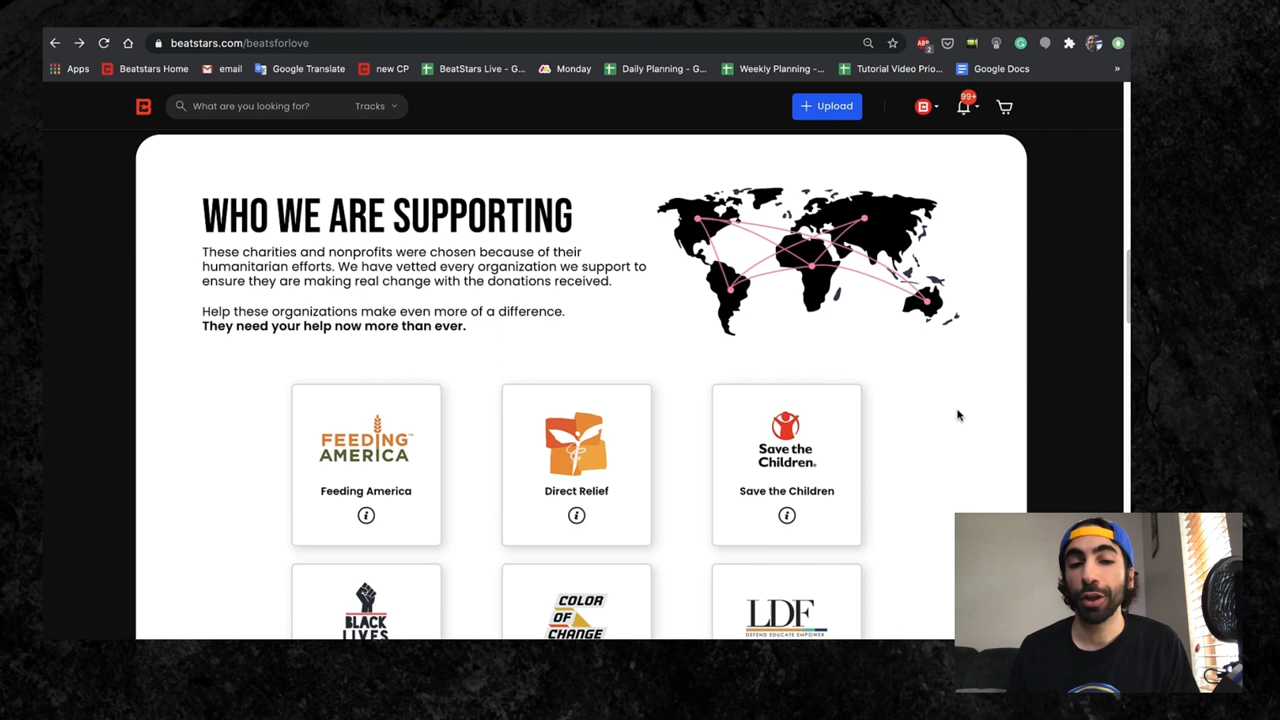 beatstars.com/beatsforlove
2
Apps Beatstars Home email Google Translate new CP BeatStars Live - G... Monday Daily Planning - G... Weekly Planning -... Tutorial Video Prio... Google Docs »
What are you looking for? Tracks + Upload 99+
WHO WE ARE SUPPORTING
These charities and nonprofits were chosen because of their
humanitarian efforts. We have vetted every organization we support to
ensure they are making real change with the donations received.
Help these organizations make even more of a difference.
They need your help now more than ever.
FEEDING
AMERICA
Feeding America
Direct Relief
Save the
Children®
Save the Children
BLACK
LIVES
COLOR
OF
CHANGE
LDF
DEFEND EDUCATE EMPOWER